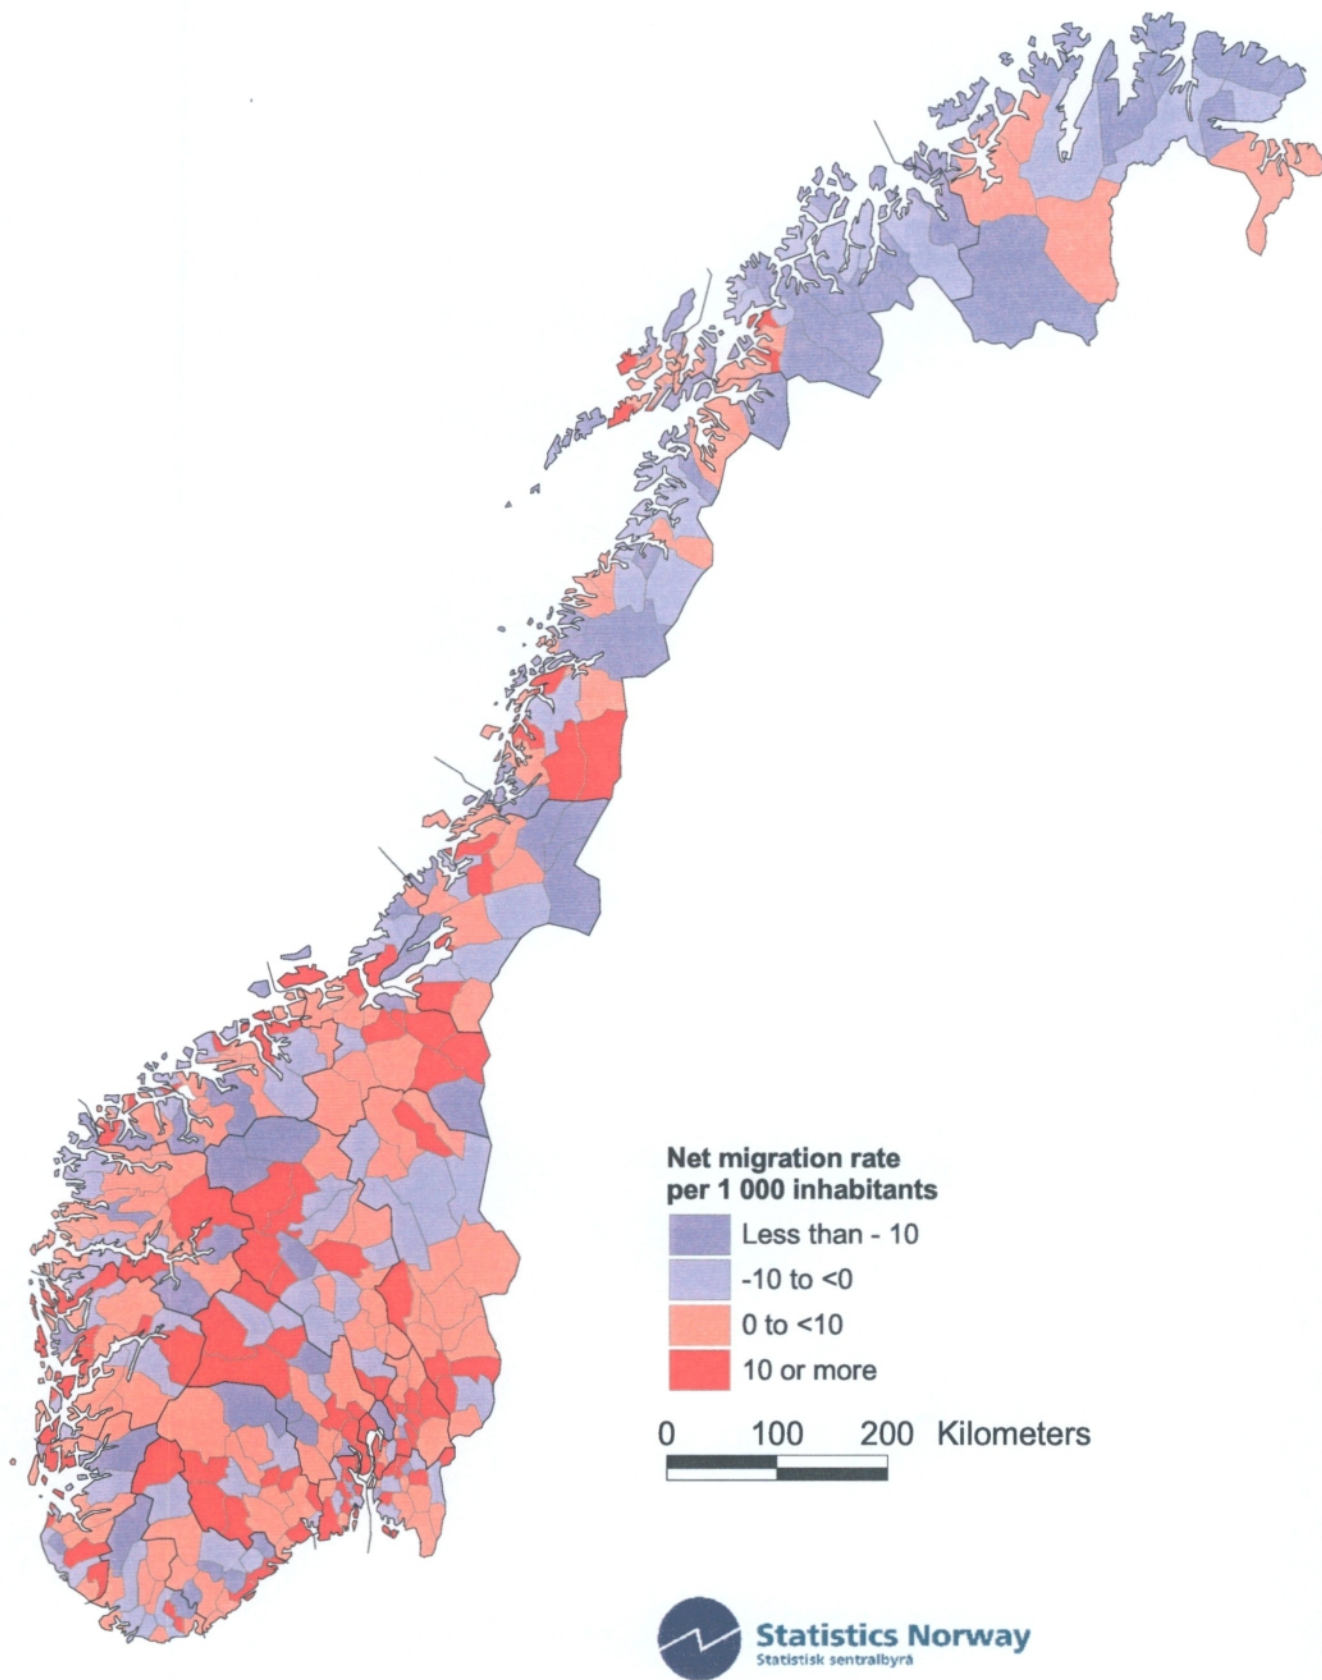 Net migration rate
per 1 000 inhabitants
Less than - 10
-10 to <0
0 to <10
10 or more
0 100 200 Kilometers
Statistics Norway
Statistisk sentralbyrå